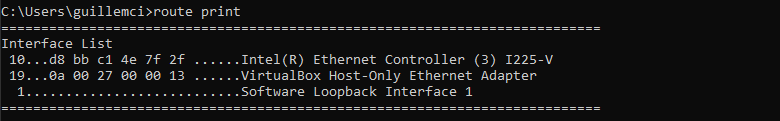 C:\Users\guillemci>route print
===========================================================================
Interface List
 10...d8 bb c1 4e 7f 2f ......Intel(R) Ethernet Controller (3) I225-V
 19...0a 00 27 00 00 13 ......VirtualBox Host-Only Ethernet Adapter
  1...........................Software Loopback Interface 1
===========================================================================